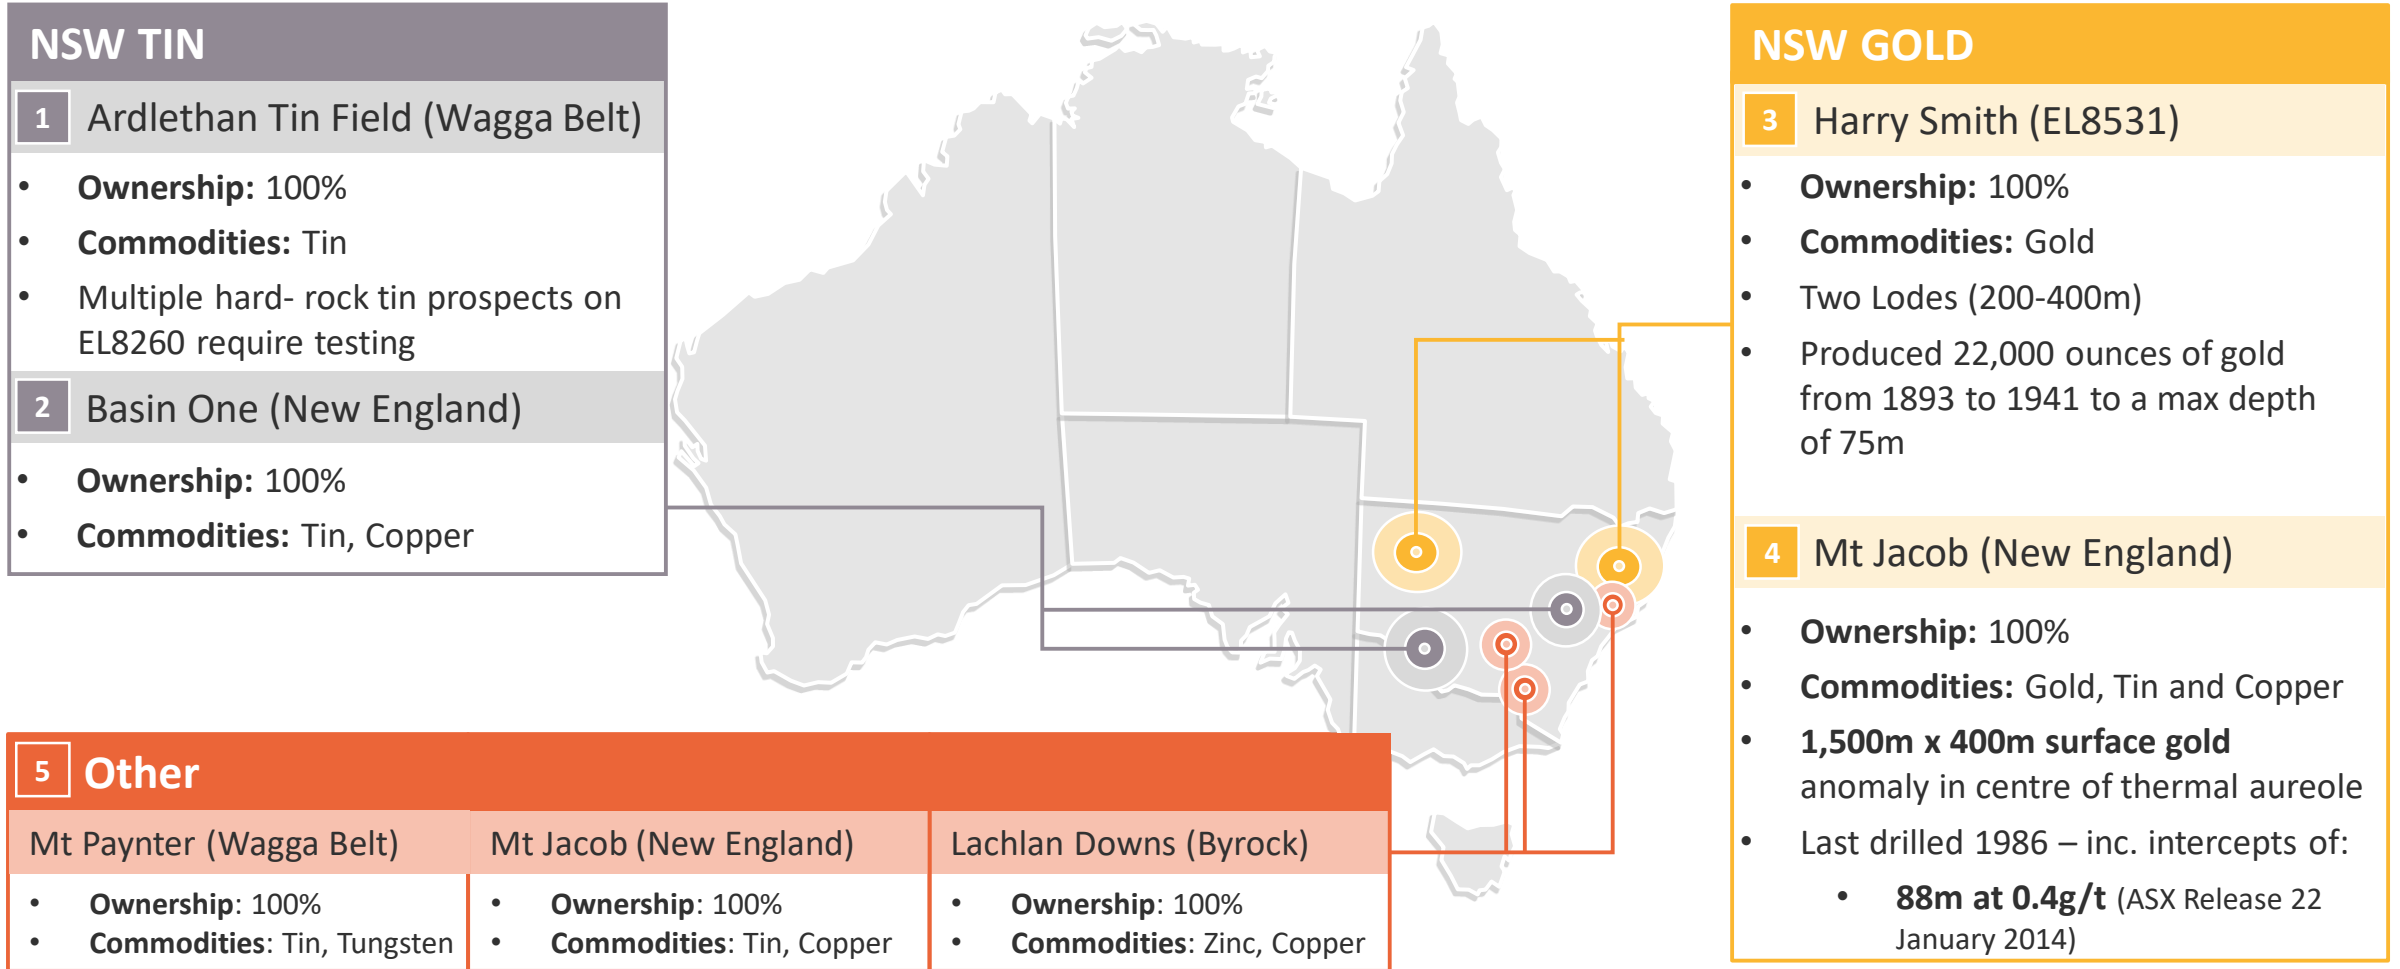 NSW TIN
1 Ardlethan Tin Field (Wagga Belt)
• Ownership: 100%
• Commodities: Tin
• Multiple hard- rock tin prospects on
EL8260 require testing
2 Basin One (New England)
• Ownership: 100%
• Commodities: Tin, Copper
NSW GOLD
3 Harry Smith (EL8531)
• Ownership: 100%
• Commodities: Gold
• Two Lodes (200-400m)
• Produced 22,000 ounces of gold
from 1893 to 1941 to a max depth
of 75m
4 Mt Jacob (New England)
• Ownership: 100%
• Commodities: Gold, Tin and Copper
• 1,500m x 400m surface gold
anomaly in centre of thermal aureole
• Last drilled 1986 – inc. intercepts of:
• 88m at 0.4g/t (ASX Release 22
January 2014)
5 Other
Mt Paynter (Wagga Belt)
• Ownership: 100%
• Commodities: Tin, Tungsten
Mt Jacob (New England)
• Ownership: 100%
• Commodities: Tin, Copper
Lachlan Downs (Byrock)
• Ownership: 100%
• Commodities: Zinc, Copper